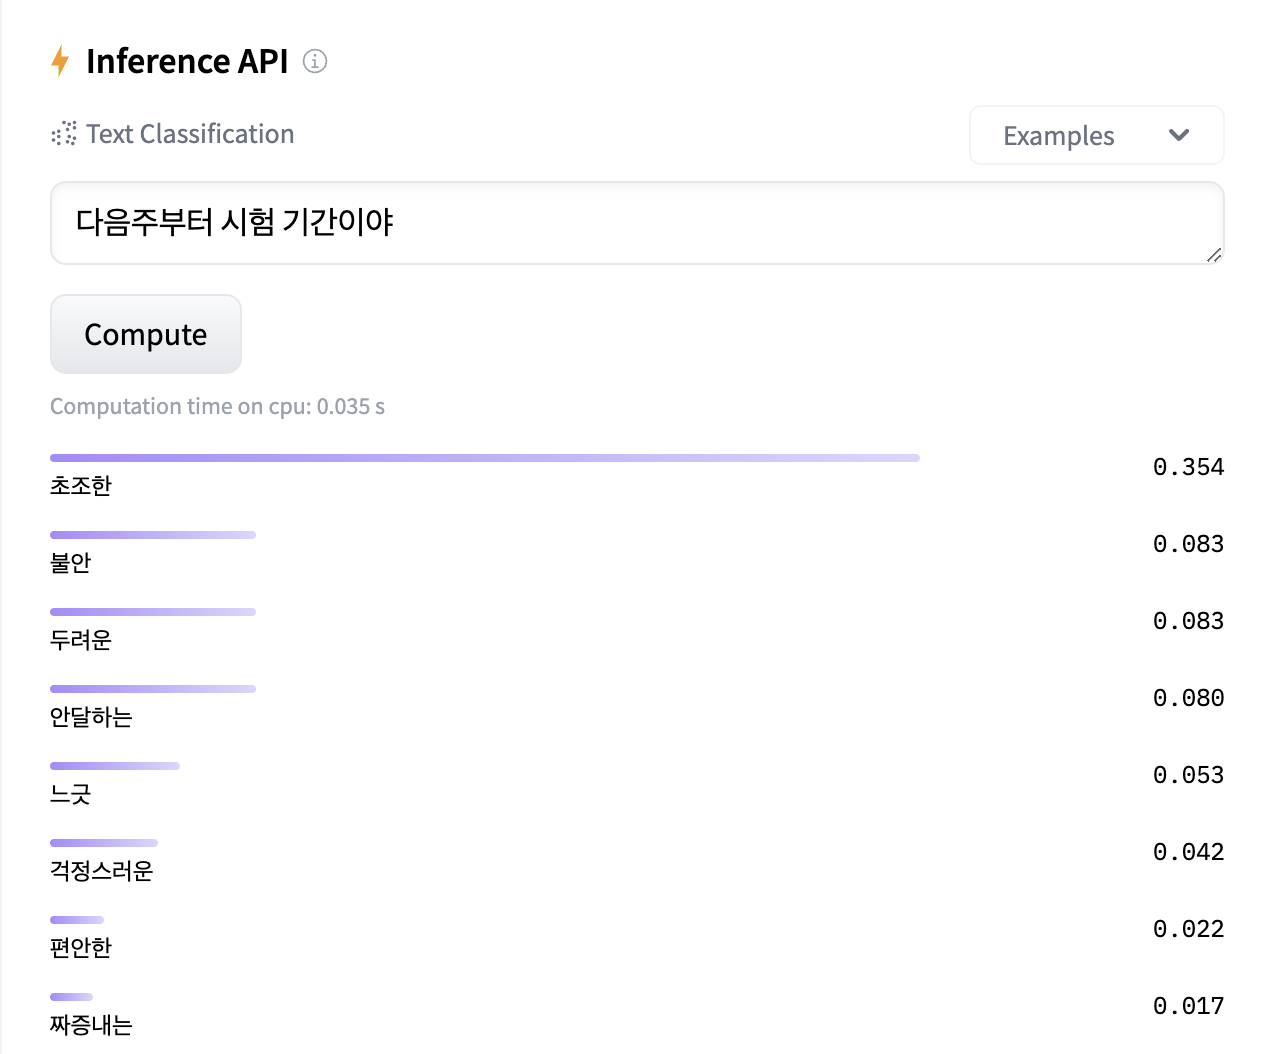 Inference API
Text Classification
Examples
다음주부터 시험 기간이야
Compute
Computation time on cpu: 0.035 s
초조한 0.354
불안 0.083
두려운 0.083
안달하는 0.080
느긋 0.053
걱정스러운 0.042
편안한 0.022
짜증내는 0.017